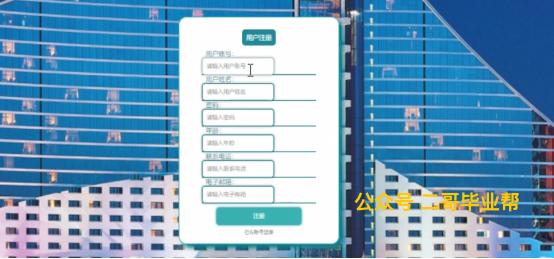 用户注册
用户账号：
请输入用户账号
用户姓名：
请输入用户姓名
密码：
请输入密码
年龄：
请输入年龄
联系电话：
请输入联系电话
电子邮箱：
请输入电子邮箱
注册
已有账号登录
公众号 二哥毕业帮